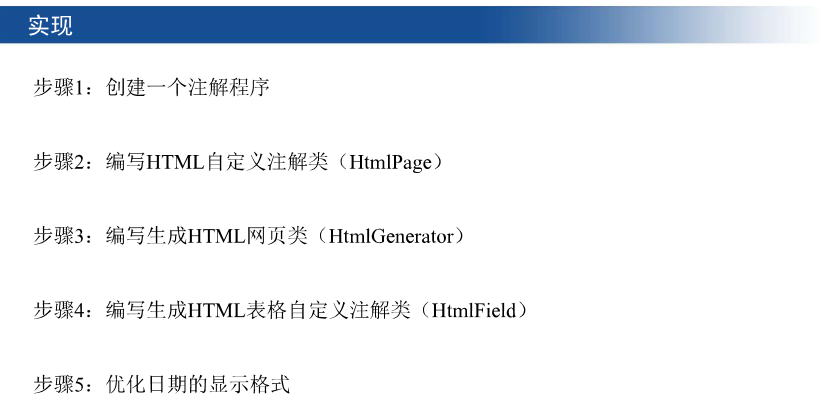 实现
步骤1：创建一个注解程序
步骤2：编写HTML自定义注解类（HtmlPage）
步骤3：编写生成HTML网页类（HtmlGenerator）
步骤4：编写生成HTML表格自定义注解类（HtmlField）
步骤5：优化日期的显示格式